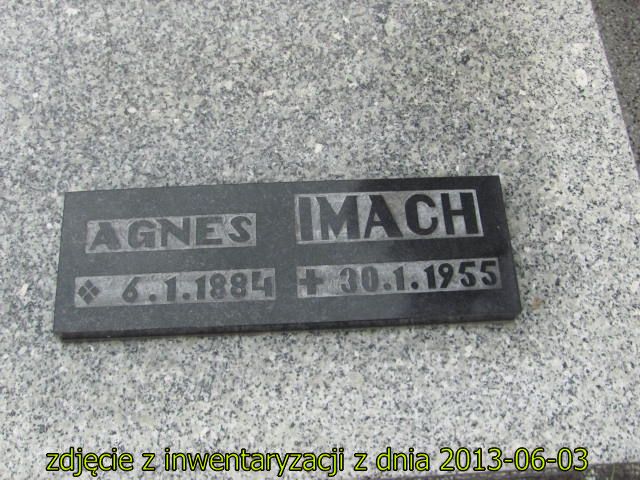 AGNES IMACH
❖ 6.1.1884 + 30.1.1955
zdjęcie z inwentaryzacji z dnia 2013-06-03